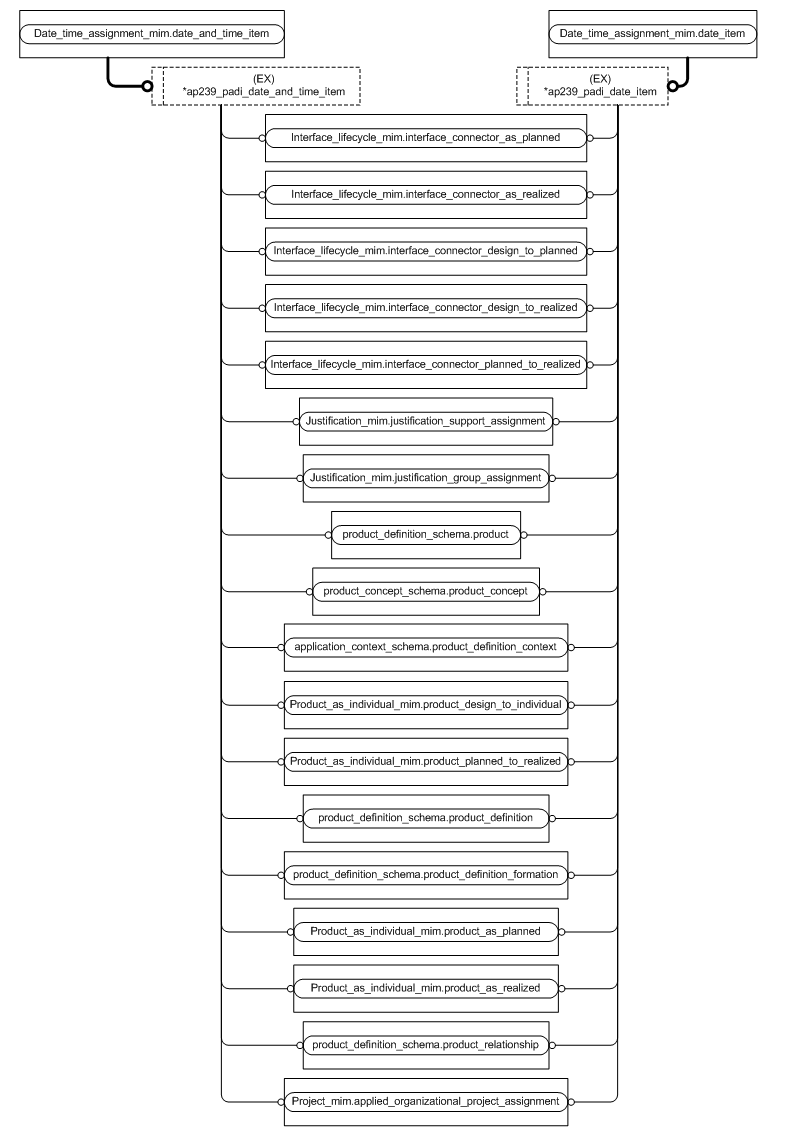 Date_time_assignment_mim.date_and_time_item
Date_time_assignment_mim.date_item
(EX)
*ap239_padi_date_and_time_item
(EX)
*ap239_padi_date_item
Interface_lifecycle_mim.interface_connector_as_planned
Interface_lifecycle_mim.interface_connector_as_realized
Interface_lifecycle_mim.interface_connector_design_to_planned
Interface_lifecycle_mim.interface_connector_design_to_realized
Interface_lifecycle_mim.interface_connector_planned_to_realized
Justification_mim.justification_support_assignment
Justification_mim.justification_group_assignment
product_definition_schema.product
product_concept_schema.product_concept
application_context_schema.product_definition_context
Product_as_individual_mim.product_design_to_individual
Product_as_individual_mim.product_planned_to_realized
product_definition_schema.product_definition
product_definition_schema.product_definition_formation
Product_as_individual_mim.product_as_planned
Product_as_individual_mim.product_as_realized
product_definition_schema.product_relationship
Project_mim.applied_organizational_project_assignment